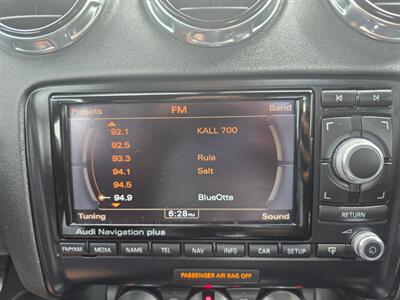 Presets FM Band
92.1 KALL 700
92.5
93.3 Rule
94.1 Salt
94.5
94.9 BlueOtte
Tuning 6:28PM Sound
Audi Navigation plus
RETURN
FM/AM MEDIA NAME TEL NAV INFO CAR SETUP
PASSENGER AIR BAG OFF